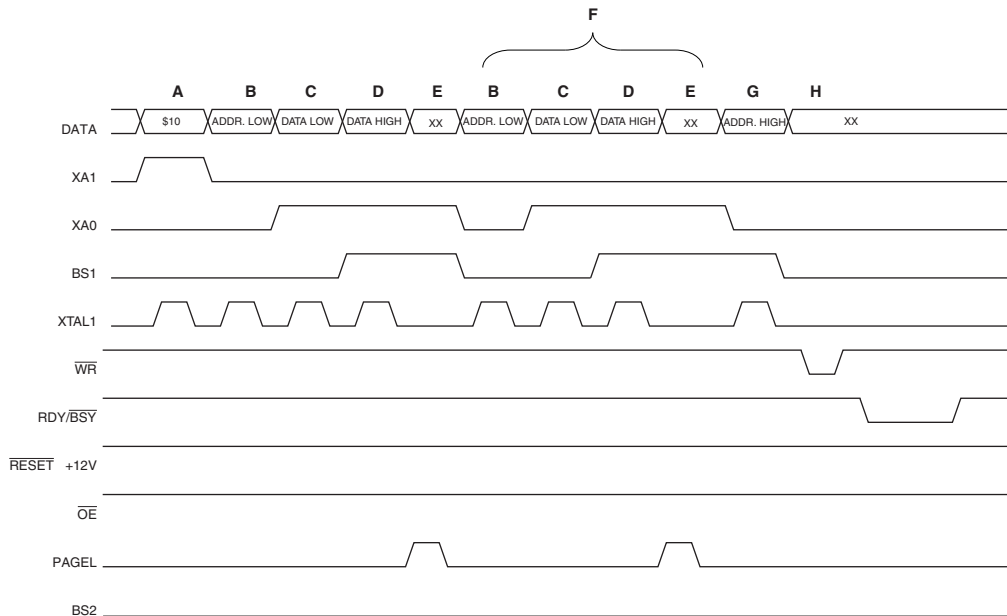 F
A B C D E B C D E G H
DATA $10 ADDR. LOW DATA LOW DATA HIGH XX ADDR. LOW DATA LOW DATA HIGH XX ADDR. HIGH XX
XA1
XA0
BS1
XTAL1
WR
RDY/BSY
RESET +12V
OE
PAGEL
BS2